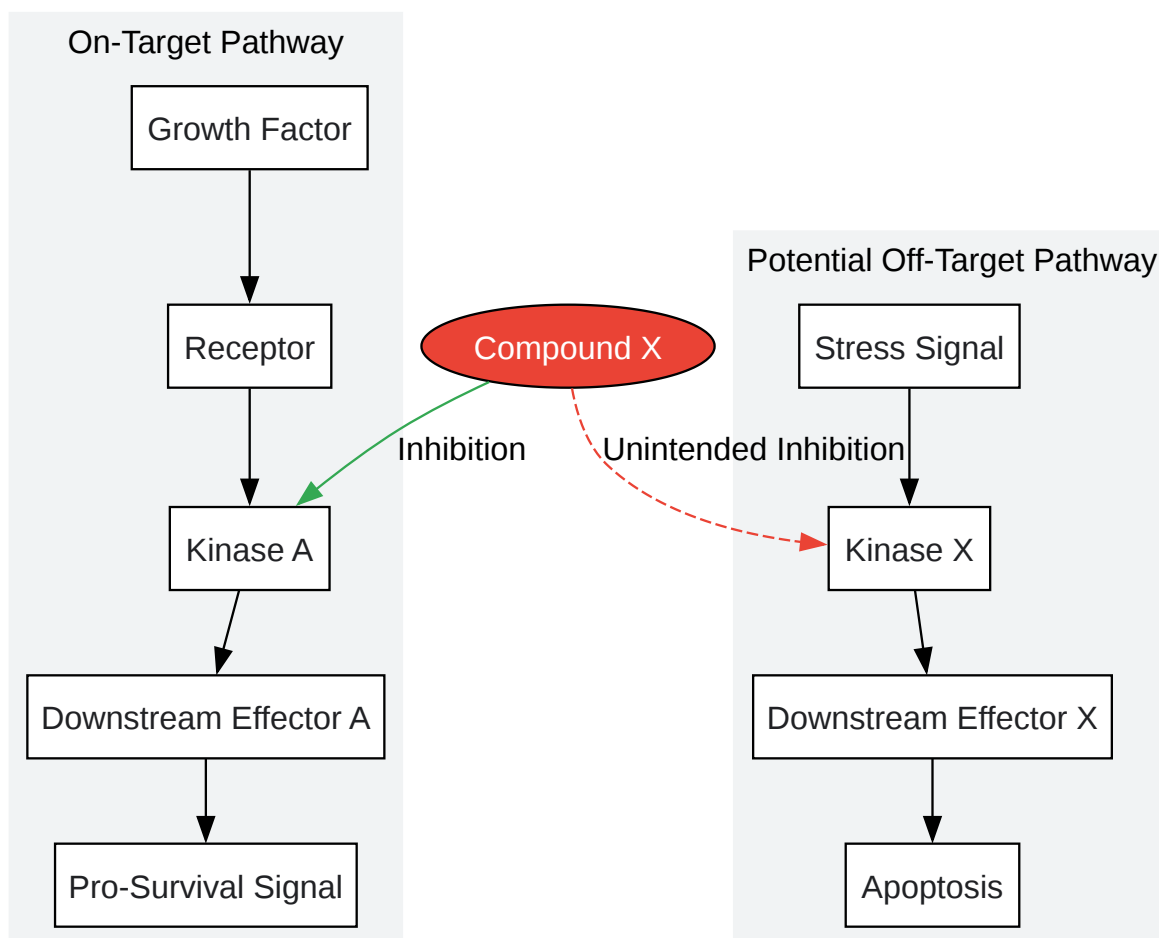 On-Target Pathway
Growth Factor
Receptor
Kinase A
Downstream Effector A
Pro-Survival Signal
Compound X
Inhibition
Unintended Inhibition
Potential Off-Target Pathway
Stress Signal
Kinase X
Downstream Effector X
Apoptosis